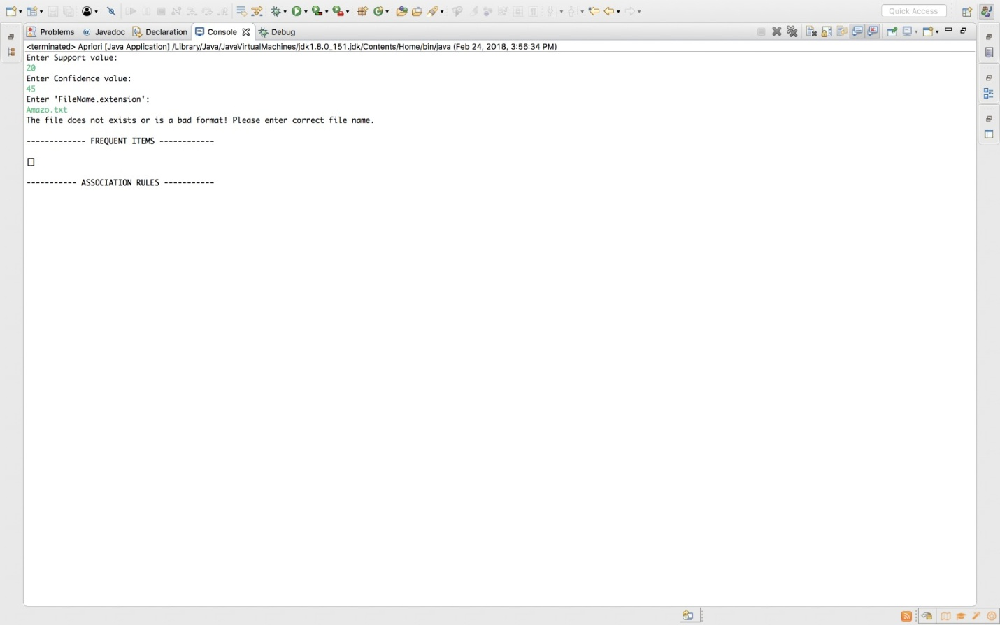 Quick Access
Problems @ Javadoc Declaration Console Debug
<terminated> Apriori [Java Application] /Library/Java/JavaVirtualMachines/jdk1.8.0_151.jdk/Contents/Home/bin/java (Feb 24, 2018, 3:56:34 PM)
Enter Support value:
20
Enter Confidence value:
45
Enter 'FileName.extension':
Amazo.txt
The file does not exists or is a bad format! Please enter correct file name.
------------- FREQUENT ITEMS ------------
[]
----------- ASSOCIATION RULES -----------